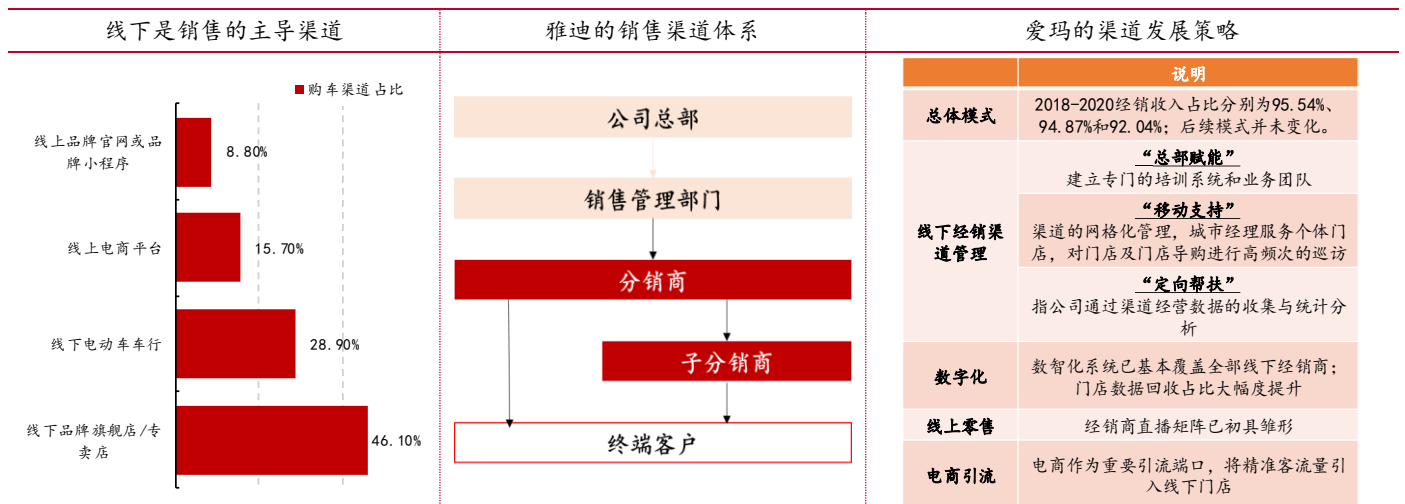 线下是销售的主导渠道
购车渠道占比
线上品牌官网或品
牌小程序
8.80%
线上电商平台
15.70%
线下电动车车行
28.90%
线下品牌旗舰店/专
卖店
46.10%
雅迪的销售渠道体系
公司总部
销售管理部门
分销商
子分销商
终端客户
爱玛的渠道发展策略
说明
总体模式
2018-2020经销收入占比分别为95.54%、
94.87%和92.04%；后续模式并未变化。
线下经销渠
道管理
“总部赋能”
建立专门的培训系统和业务团队
“移动支持”
渠道的网格化管理，城市经理服务个体门
店，对门店及门店导购进行高频次的巡访
“定向帮扶”
指公司通过渠道经营数据的收集与统计分
析
数字化
数智化系统已基本覆盖全部线下经销商；
门店数据回收占比大幅度提升
线上零售
经销商直播矩阵已初具雏形
电商引流
电商作为重要引流端口，将精准客流量引
入线下门店